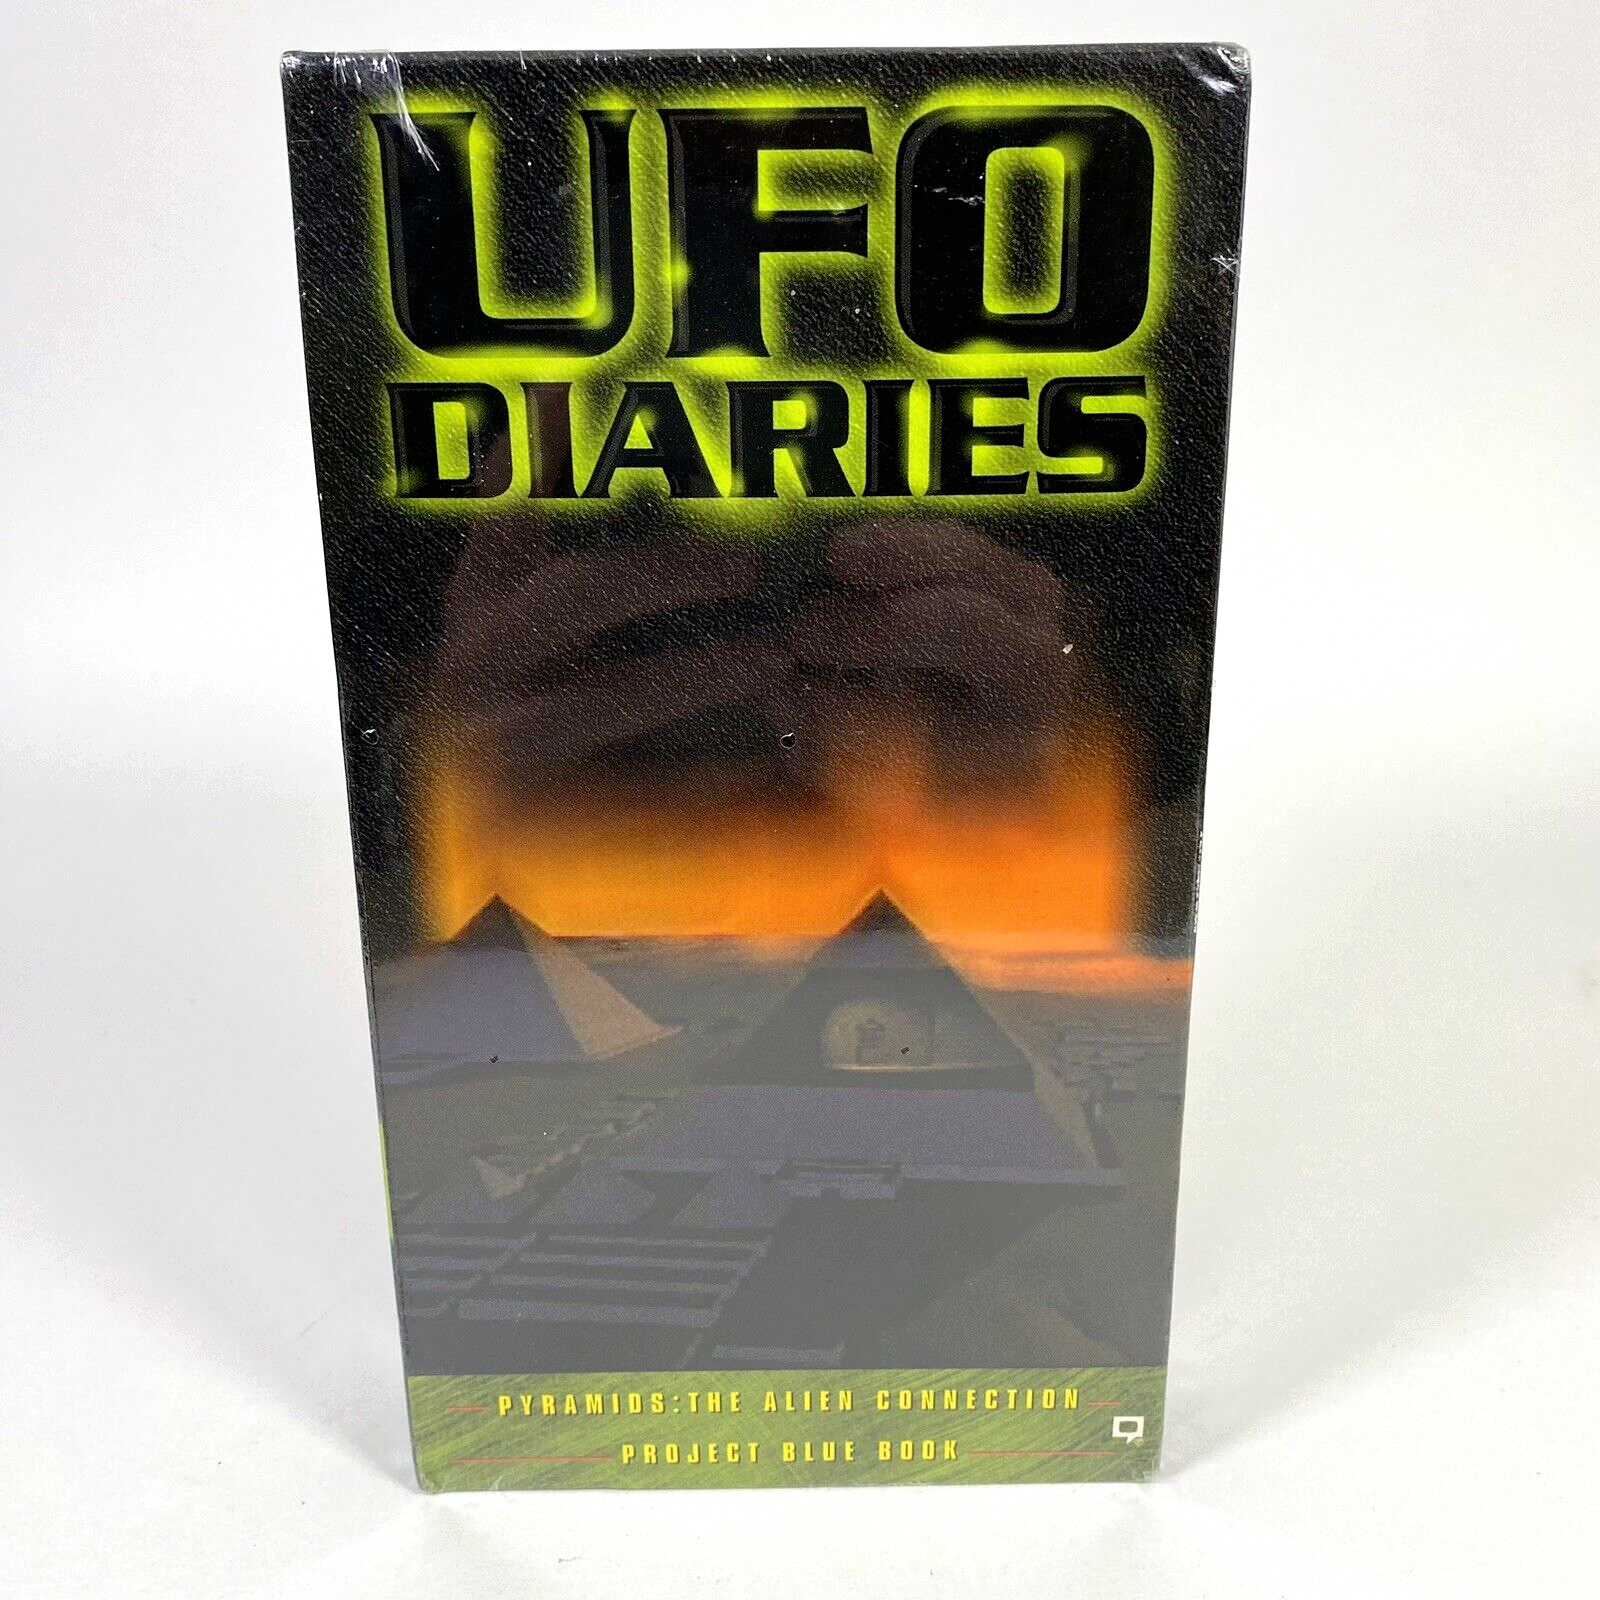 UFO
DIARIES
PYRAMIDS: THE ALIEN CONNECTION
PROJECT BLUE BOOK
®